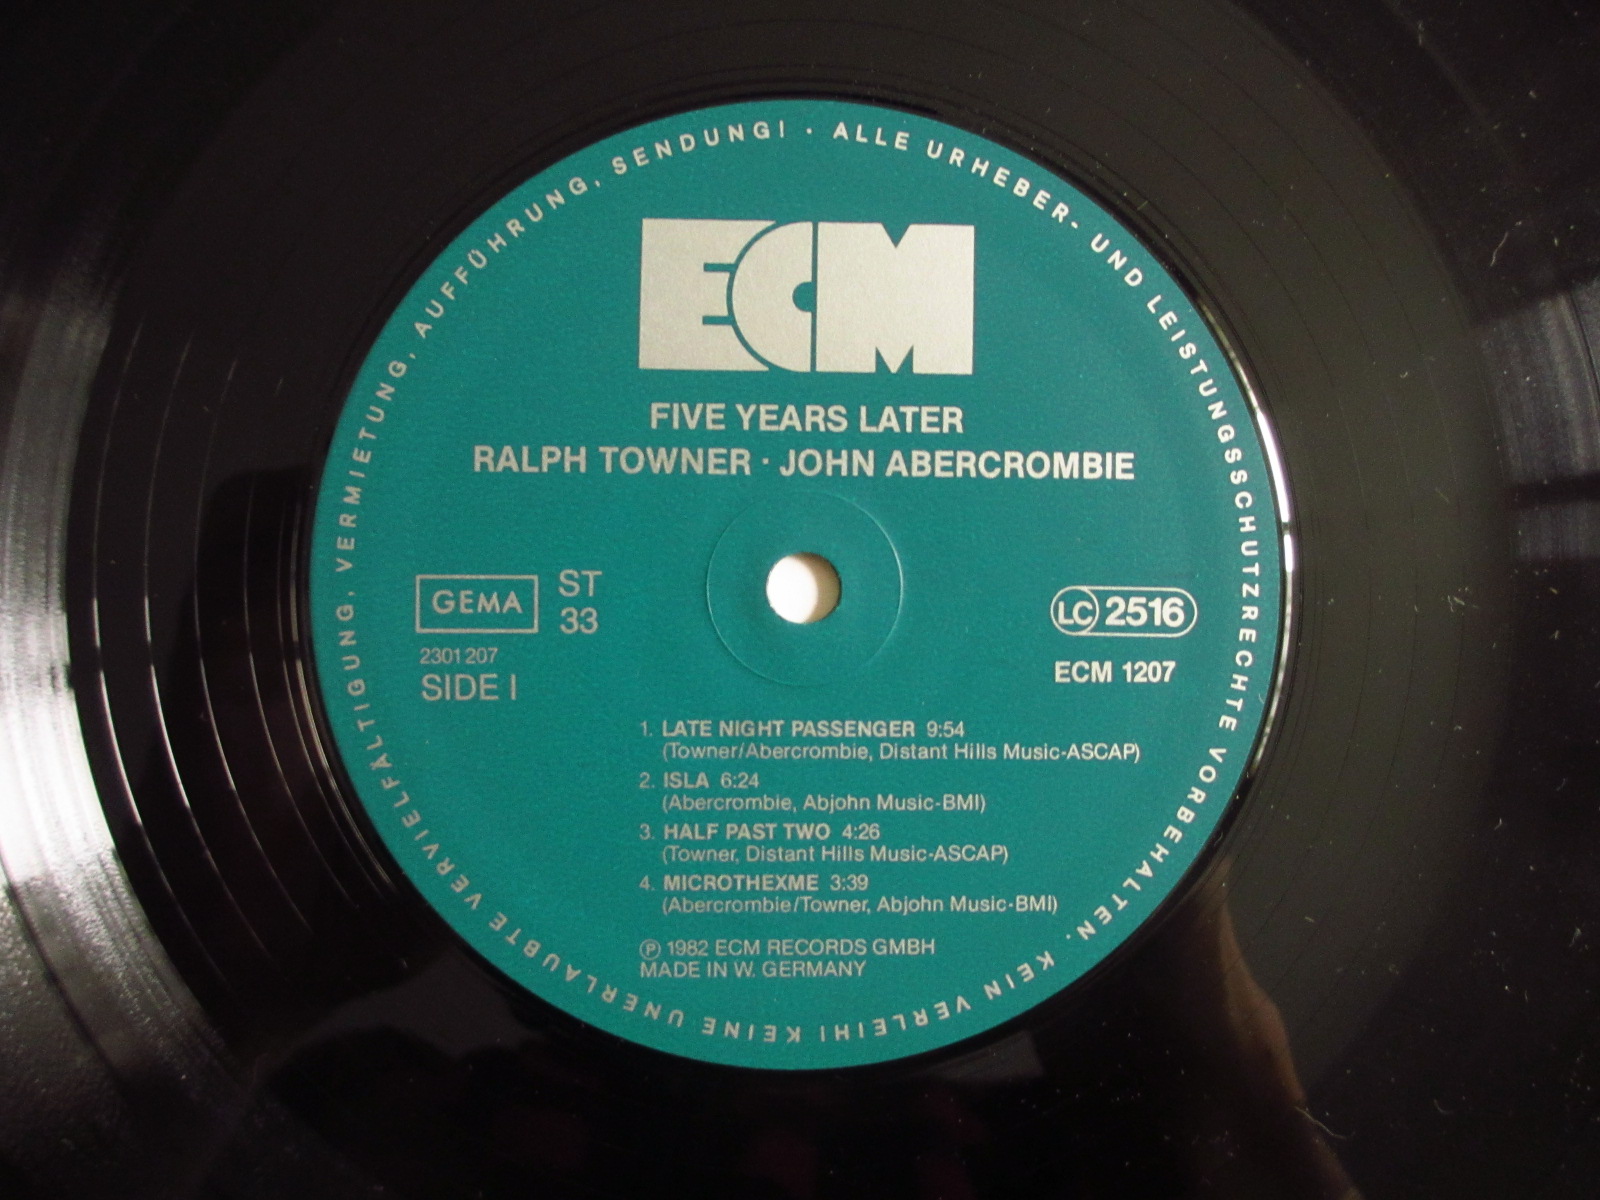 ALLE URHEBER- UND LEISTUNGSSCHUTZRECHTE VORBEHALTEN. KEIN VERLEIH! KEINE UNERLAUBTE VERVIELFÄLTIGUNG, VERMIETUNG, AUFFÜHRUNG, SENDUNG! ·
ECM
FIVE YEARS LATER
RALPH TOWNER · JOHN ABERCROMBIE
GEMA
ST
33
2301 207
SIDE I
LC 2516
ECM 1207
1. LATE NIGHT PASSENGER 9:54
(Towner/Abercrombie, Distant Hills Music-ASCAP)
2. ISLA 6:24
(Abercrombie, Abjohn Music-BMI)
3. HALF PAST TWO 4:26
(Towner, Distant Hills Music-ASCAP)
4. MICROTHEXME 3:39
(Abercrombie/Towner, Abjohn Music-BMI)
℗ 1982 ECM RECORDS GMBH
MADE IN W. GERMANY